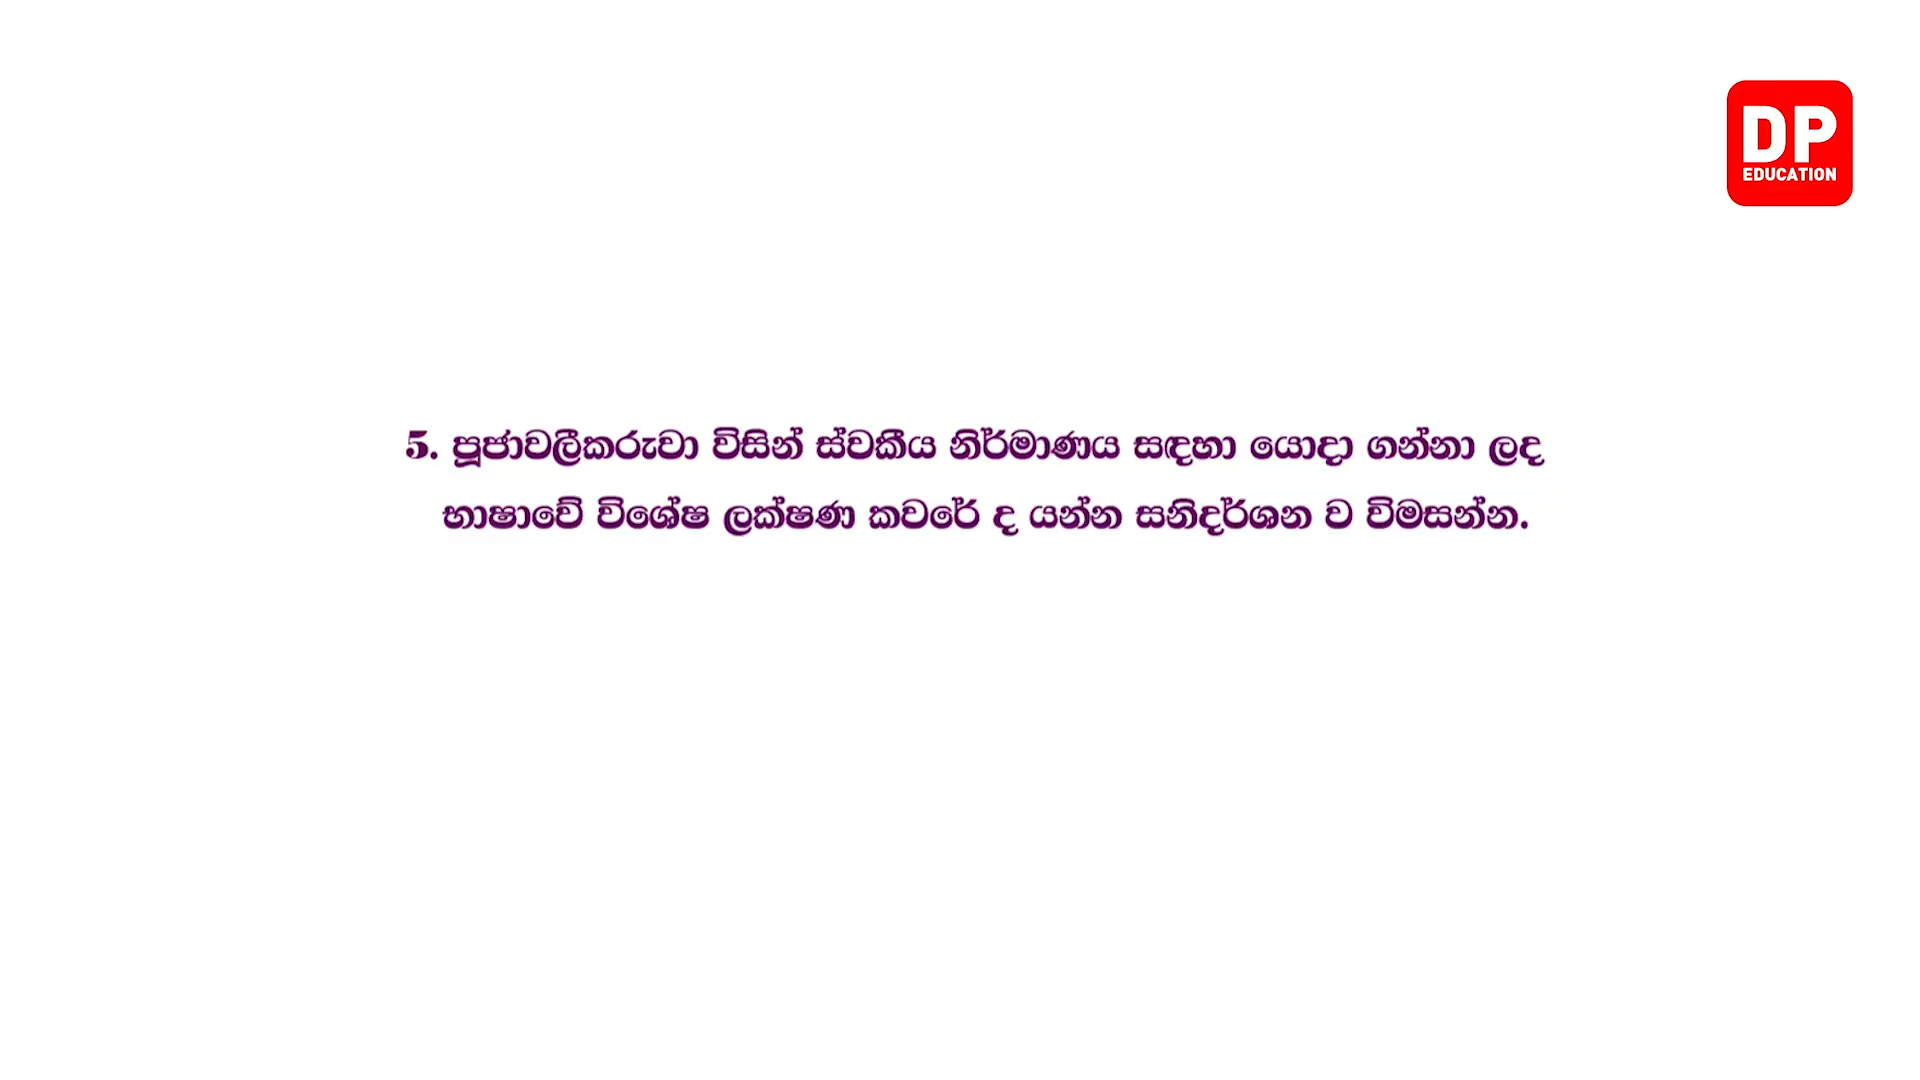 DP
EDUCATION
5. පූජාවලීකරුවා විසින් ස්වකීය නිර්මාණය සඳහා යොදා ගන්නා ලද
භාෂාවේ විශේෂ ලක්ෂණ කවරේ ද යන්න සනිදර්ශන ව විමසන්න.